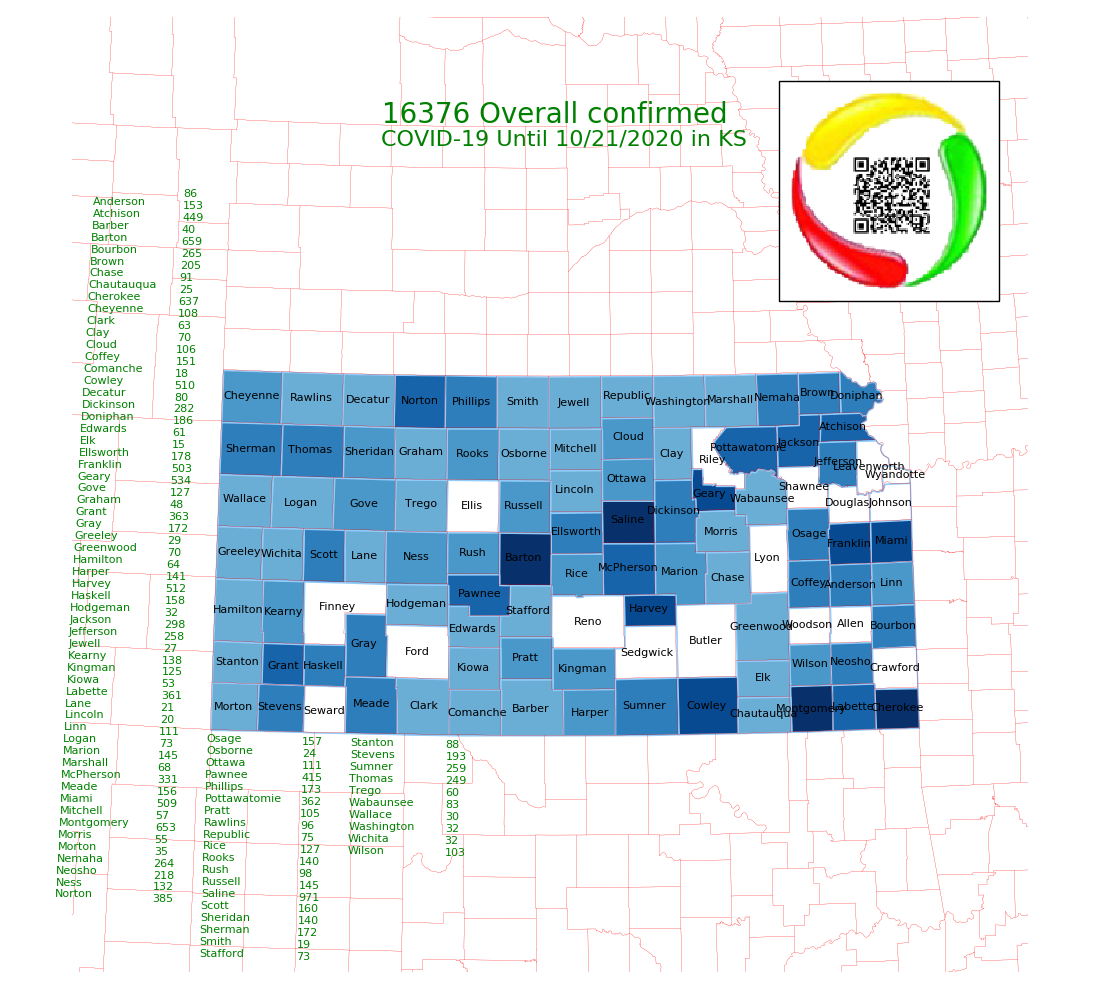 16376 Overall confirmed
COVID-19 Until 10/21/2020 in KS
86
Anderson 153
Atchison 449
Barber 40
Barton 659
Bourbon 265
Brown 205
Chase 91
Chautauqua 25
Cherokee 637
Cheyenne 108
Clark 63
Clay 70
Cloud 106
Coffey 151
Comanche 18
Cowley 510
Decatur 80
Dickinson 282
Doniphan 186
Edwards 61
Elk 15
Ellsworth 178
Franklin 503
Geary 534
Gove 127
Graham 48
Grant 363
Gray 172
Greeley 29
Greenwood 70
Hamilton 64
Harper 141
Harvey 512
Haskell 158
Hodgeman 32
Jackson 298
Jefferson 258
Jewell 27
Kearny 138
Kingman 125
Kiowa 53
Labette 361
Lane 21
Lincoln 20
Linn 111
Logan 73
Marion 145
Marshall 68
McPherson 331
Meade 156
Miami 509
Mitchell 57
Montgomery 653
Morris 55
Morton 35
Nemaha 264
Neosho 218
Ness 132
Norton 385
Osage 157
Osborne 24
Ottawa 111
Pawnee 415
Phillips 173
Pottawatomie 362
Pratt 105
Rawlins 96
Republic 75
Rice 127
Rooks 140
Rush 98
Russell 145
Saline 971
Scott 160
Sheridan 140
Sherman 172
Smith 19
Stafford 73
Stanton 88
Stevens 193
Sumner 259
Thomas 249
Trego 60
Wabaunsee 83
Wallace 30
Washington 32
Wichita 32
Wilson 103
Cheyenne Rawlins Decatur Norton Phillips Smith Jewell Republic Washington Marshall Nemaha Brown Doniphan
Atchison
Sherman Thomas Sheridan Graham Rooks Osborne Mitchell Cloud Clay Riley Pottawatomie Jackson Jefferson Leavenworth Wyandotte
Wallace Logan Gove Trego Ellis Russell Lincoln Ottawa Geary Wabaunsee Shawnee Douglas Johnson
Greeley Wichita Scott Lane Ness Rush Barton Ellsworth Saline Dickinson Morris Lyon Osage Franklin Miami
Hamilton Kearny Finney Hodgeman Pawnee Stafford Rice McPherson Marion Chase Coffey Anderson Linn
Gray Ford Edwards Reno Harvey Butler Greenwood Woodson Allen Bourbon
Stanton Grant Haskell Kiowa Pratt Kingman Sedgwick Elk Wilson Neosho Crawford
Morton Stevens Seward Meade Clark Comanche Barber Harper Sumner Cowley Chautauqua Montgomery Labette Cherokee